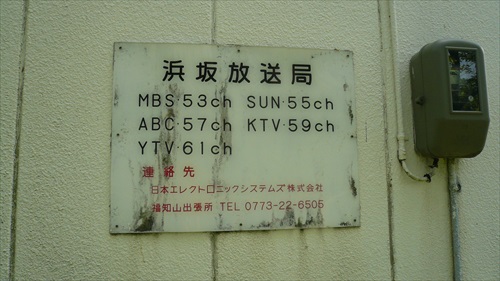 浜坂放送局
MBS·53ch SUN·55ch
ABC·57ch KTV·59ch
YTV·61ch
連絡先
日本エレクトロニックシステムズ株式会社
福知山出張所 TEL 0773-22-6505